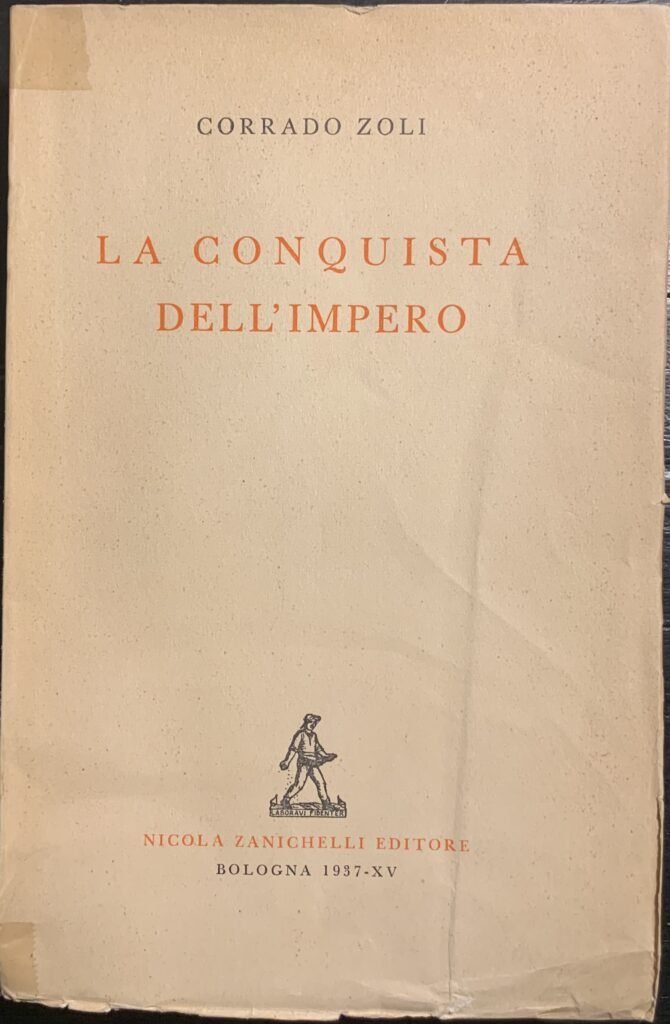 CORRADO ZOLI
LA CONQUISTA
DELL'IMPERO
LABORAVI FIDENTER
NICOLA ZANICHELLI EDITORE
BOLOGNA 1937-XV